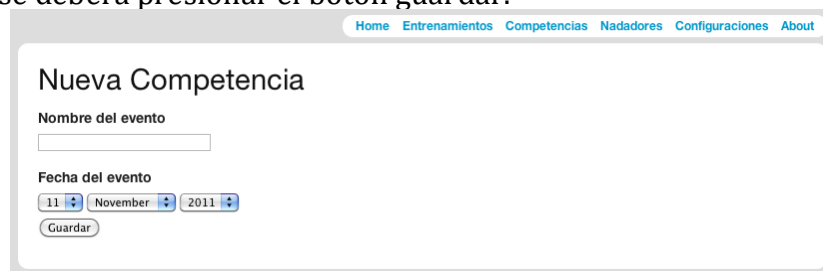 se deberá presionar el botón guardar.
Home Entrenamientos Competencias Nadadores Configuraciones About
Nueva Competencia
Nombre del evento
Fecha del evento
11 November 2011
Guardar